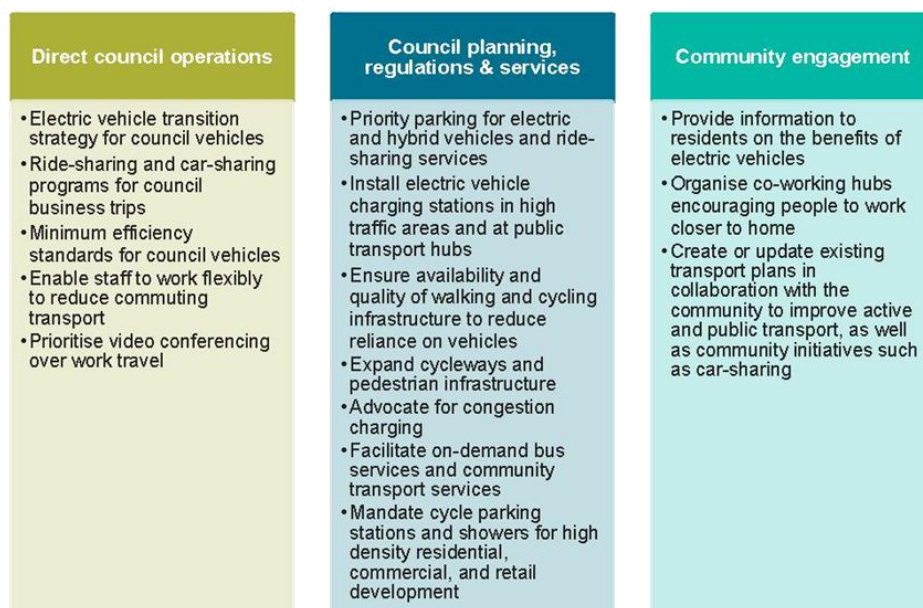 Direct council operations
•Electric vehicle transition
strategy for council vehicles
•Ride-sharing and car-sharing
programs for council
business trips
•Minimum efficiency
standards for council vehicles
•Enable staff to work flexibly
to reduce commuting
transport
•Prioritise video conferencing
over work travel
Council planning,
regulations & services
•Priority parking for electric
and hybrid vehicles and ride-
sharing services
•Install electric vehicle
charging stations in high
traffic areas and at public
transport hubs
•Ensure availability and
quality of walking and cycling
infrastructure to reduce
reliance on vehicles
•Expand cycleways and
pedestrian infrastructure
•Advocate for congestion
charging
•Facilitate on-demand bus
services and community
transport services
•Mandate cycle parking
stations and showers for high
density residential,
commercial, and retail
development
Community engagement
•Provide information to
residents on the benefits of
electric vehicles
•Organise co-working hubs
encouraging people to work
closer to home
•Create or update existing
transport plans in
collaboration with the
community to improve active
and public transport, as well
as community initiatives such
as car-sharing